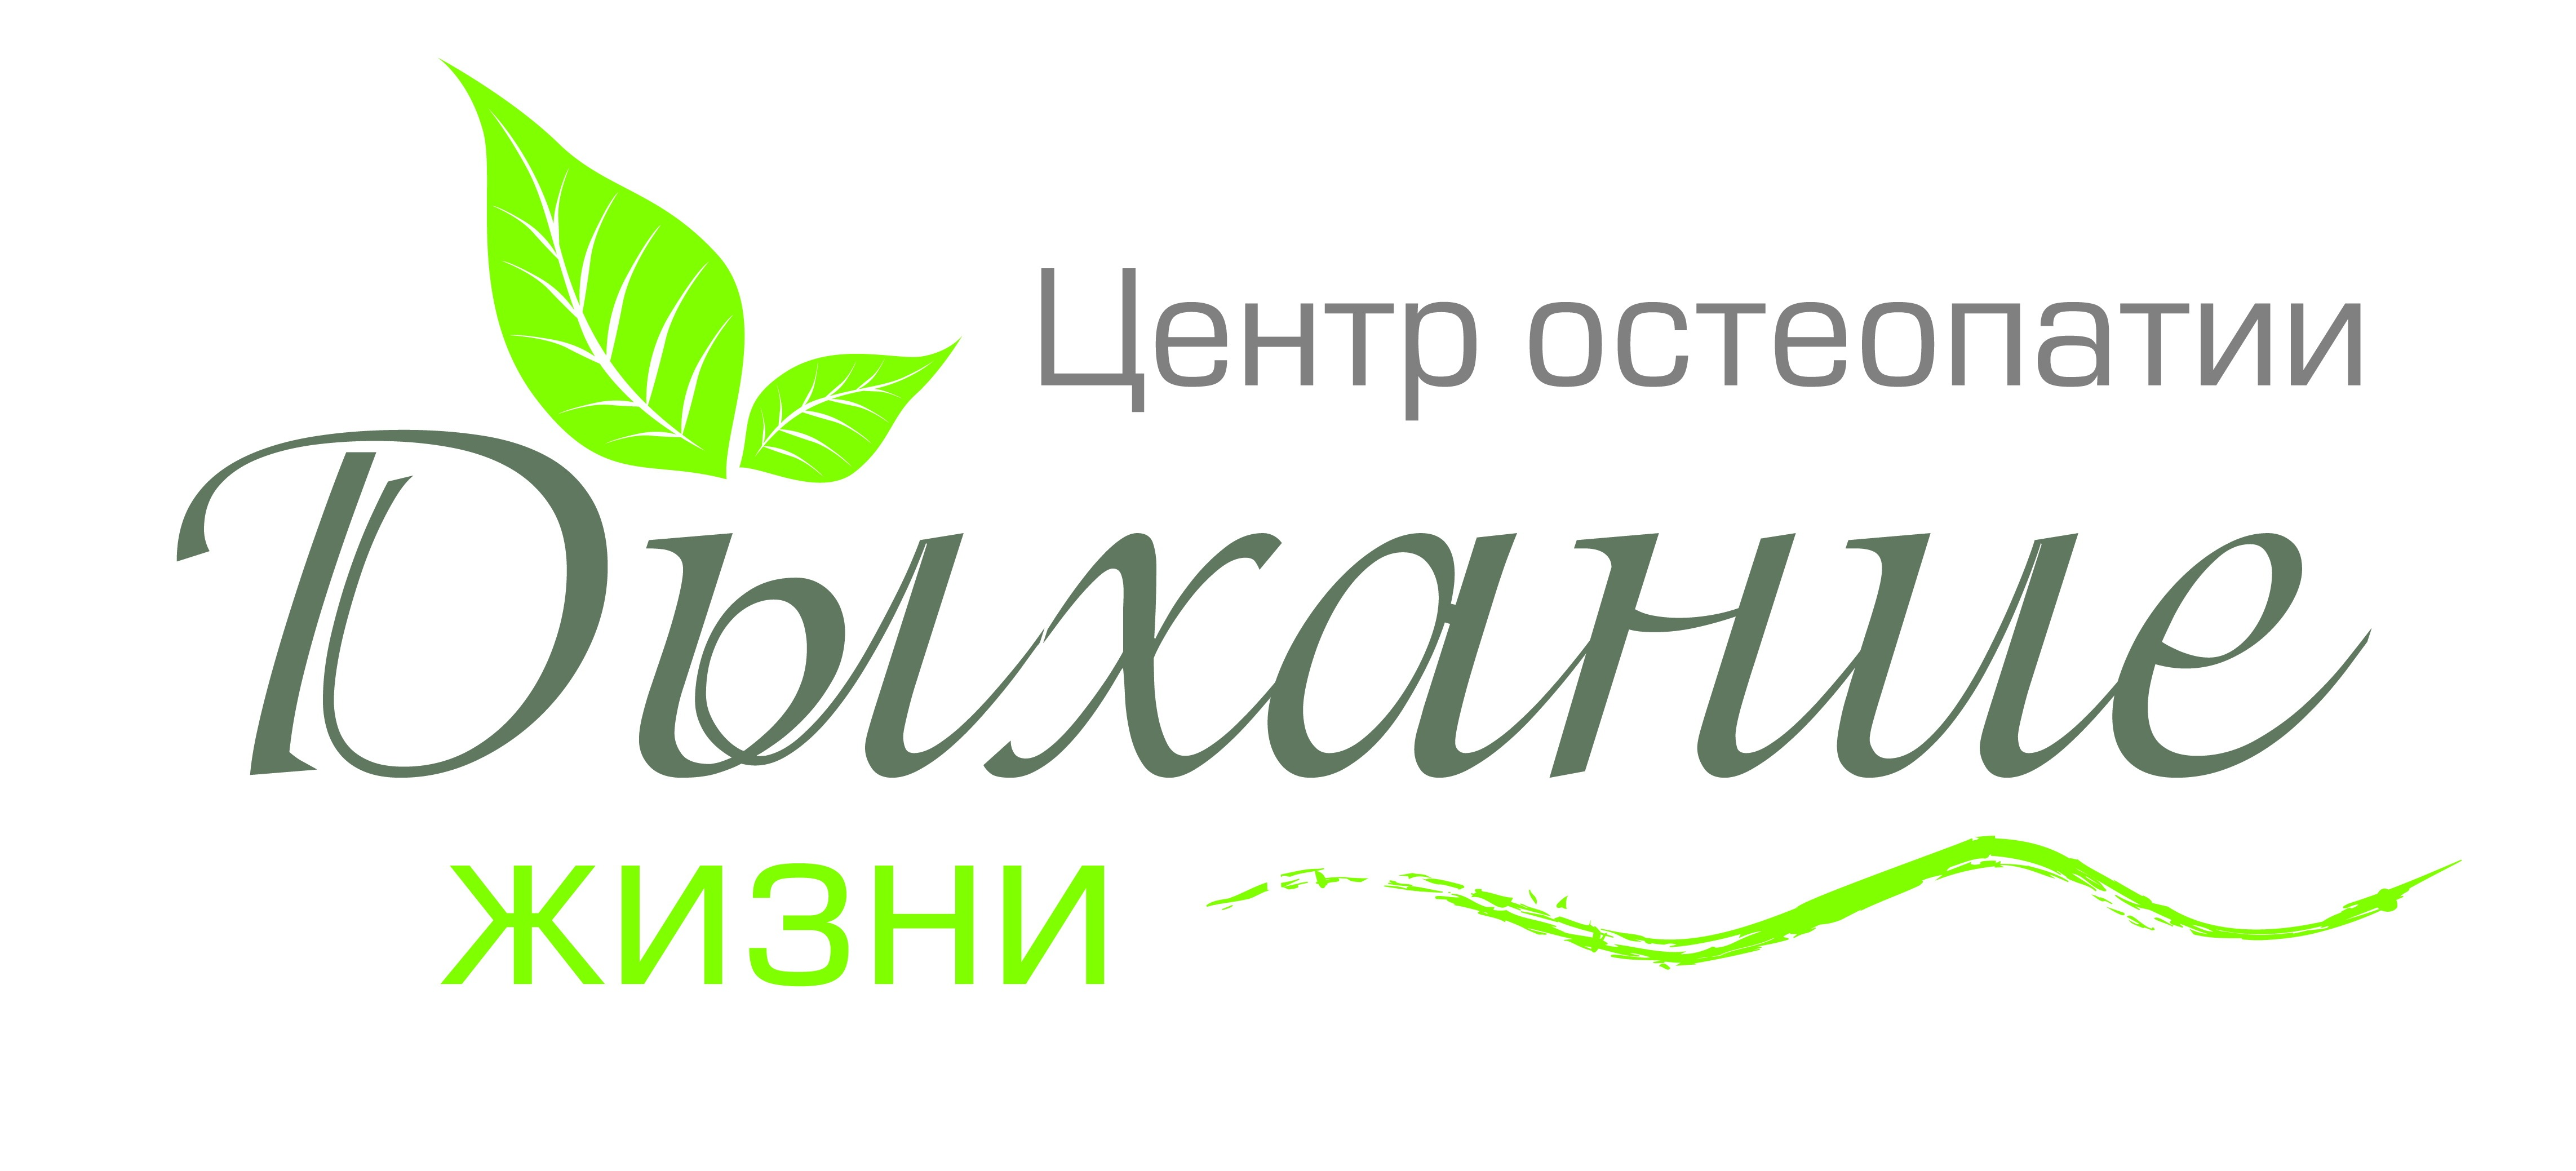 Центр остеопатии
Дыхание
жизни